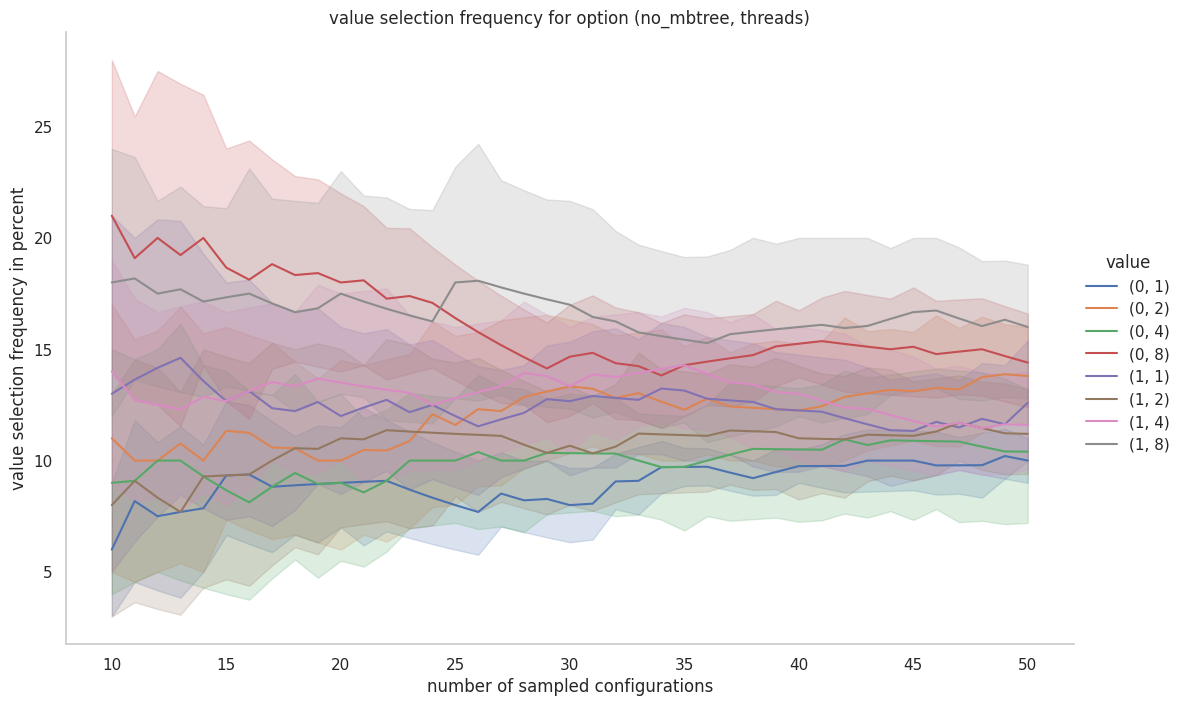 value selection frequency for option (no_mbtree, threads)
value selection frequency in percent
25
20
15
10
5
10 15 20 25 30 35 40 45 50
number of sampled configurations
value
(0, 1)
(0, 2)
(0, 4)
(0, 8)
(1, 1)
(1, 2)
(1, 4)
(1, 8)